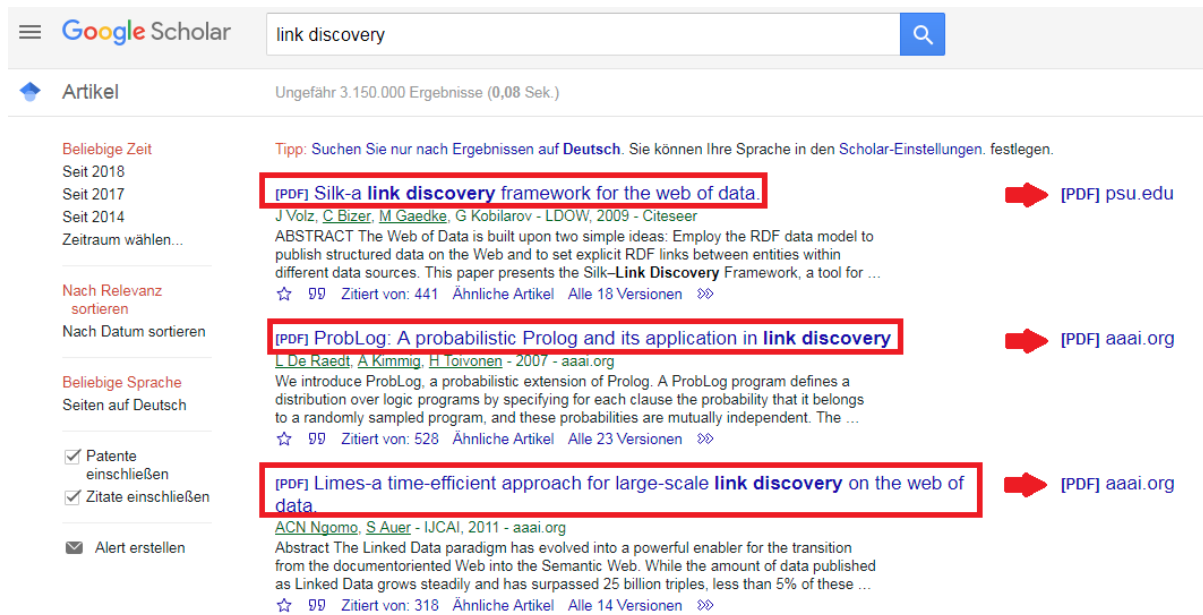 Google Scholar
link discovery
Artikel
Ungefähr 3.150.000 Ergebnisse (0,08 Sek.)
Beliebige Zeit
Seit 2018
Seit 2017
Seit 2014
Zeitraum wählen...
Nach Relevanz
sortieren
Nach Datum sortieren
Beliebige Sprache
Seiten auf Deutsch
Patente
einschließen
Zitate einschließen
Alert erstellen
Tipp: Suchen Sie nur nach Ergebnissen auf Deutsch. Sie können Ihre Sprache in den Scholar-Einstellungen. festlegen.
[PDF] Silk-a link discovery framework for the web of data.
J Volz, C Bizer, M Gaedke, G Kobilarov - LDOW, 2009 - Citeseer
ABSTRACT The Web of Data is built upon two simple ideas: Employ the RDF data model to
publish structured data on the Web and to set explicit RDF links between entities within
different data sources. This paper presents the Silk–Link Discovery Framework, a tool for …
Zitiert von: 441 Ähnliche Artikel Alle 18 Versionen
[PDF] psu.edu
[PDF] ProbLog: A probabilistic Prolog and its application in link discovery
L De Raedt, A Kimmig, H Toivonen - 2007 - aaai.org
We introduce ProbLog, a probabilistic extension of Prolog. A ProbLog program defines a
distribution over logic programs by specifying for each clause the probability that it belongs
to a randomly sampled program, and these probabilities are mutually independent. The …
Zitiert von: 528 Ähnliche Artikel Alle 23 Versionen
[PDF] aaai.org
[PDF] Limes-a time-efficient approach for large-scale link discovery on the web of
data.
ACN Ngomo, S Auer - IJCAI, 2011 - aaai.org
Abstract The Linked Data paradigm has evolved into a powerful enabler for the transition
from the documentoriented Web into the Semantic Web. While the amount of data published
as Linked Data grows steadily and has surpassed 25 billion triples, less than 5% of these …
Zitiert von: 318 Ähnliche Artikel Alle 14 Versionen
[PDF] aaai.org